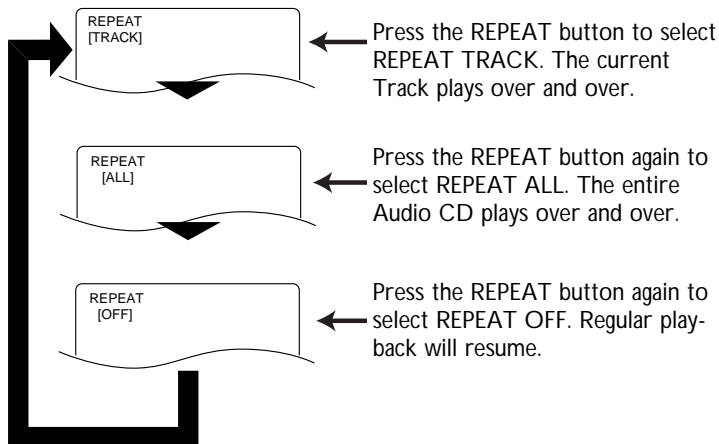 REPEAT
[TRACK]
Press the REPEAT button to select
REPEAT TRACK. The current
Track plays over and over.
REPEAT
[ALL]
Press the REPEAT button again to
select REPEAT ALL. The entire
Audio CD plays over and over.
REPEAT
[OFF]
Press the REPEAT button again to
select REPEAT OFF. Regular play-
back will resume.